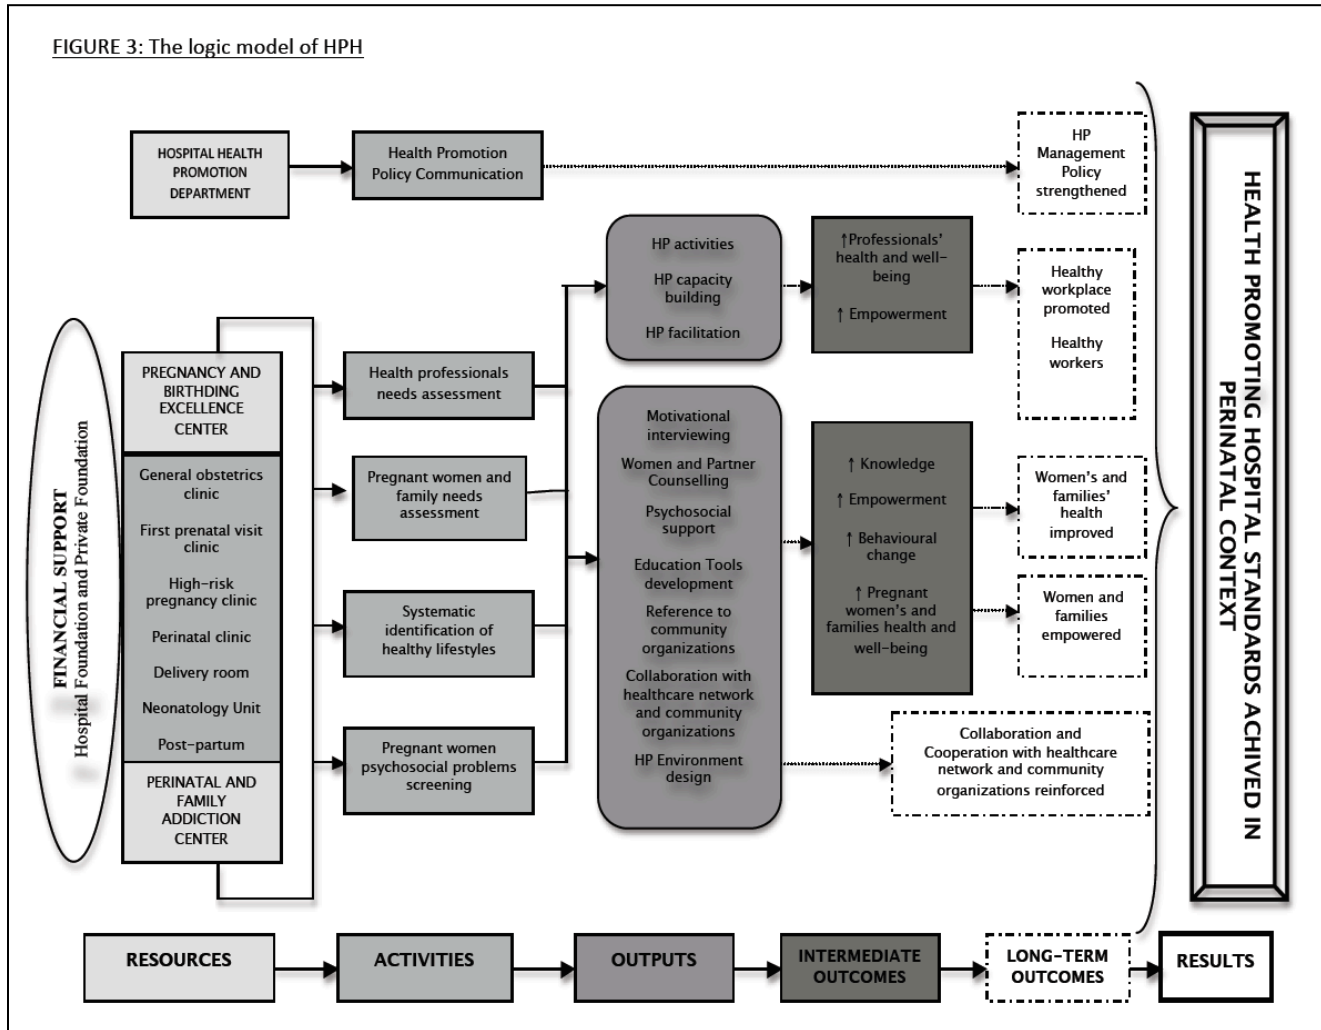 FIGURE 3: The logic model of HPH
HOSPITAL HEALTH
PROMOTION
DEPARTMENT
Health Promotion
Policy Communication
HP
Management
Policy
strengthened
HP activities
HP capacity
building
HP facilitation
↑Professionals'
health and well-
being
↑ Empowerment
Healthy
workplace
promoted
Healthy
workers
FINANCIAL SUPPORT
Hospital Foundation and Private Foundation
PREGNANCY AND
BIRTHDING
EXCELLENCE
CENTER
General obstetrics
clinic
First prenatal visit
clinic
High-risk
pregnancy clinic
Perinatal clinic
Delivery room
Neonatology Unit
Post-partum
PERINATAL AND
FAMILY
ADDICTION
CENTER
Health professionals
needs assessment
Pregnant women and
family needs
assessment
Systematic
identification of
healthy lifestyles
Pregnant women
psychosocial problems
screening
Motivational
interviewing
Women and Partner
Counselling
Psychosocial
support
Education Tools
development
Reference to
community
organizations
Collaboration with
healthcare network
and community
organizations
HP Environment
design
↑ Knowledge
↑ Empowerment
↑ Behavioural
change
↑ Pregnant
women's and
families health and
well-being
Women's and
families'
health
improved
Women and
families
empowered
Collaboration and
Cooperation with healthcare
network and community
organizations reinforced
HEALTH PROMOTING HOSPITAL STANDARDS ACHIVED IN
PERINATAL CONTEXT
RESOURCES
ACTIVITIES
OUTPUTS
INTERMEDIATE
OUTCOMES
LONG-TERM
OUTCOMES
RESULTS